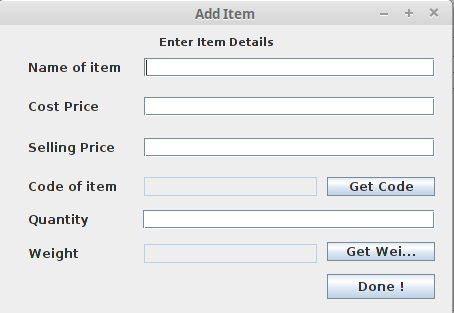 Add Item
Enter Item Details
Name of item
Cost Price
Selling Price
Code of item Get Code
Quantity
Weight Get Wei...
Done !